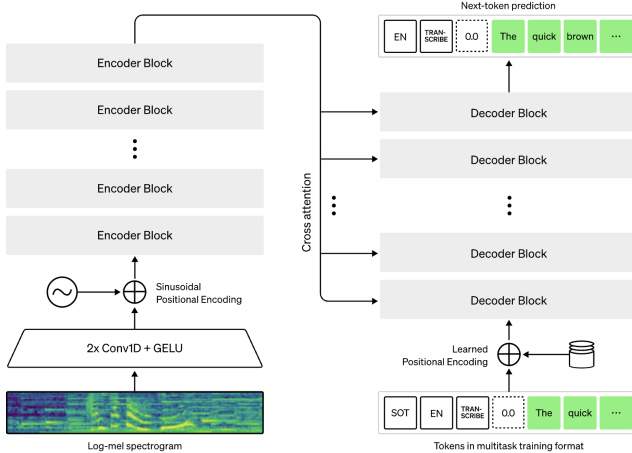 Encoder Block
Encoder Block
Encoder Block
Encoder Block
Sinusoidal
Positional Encoding
2x Conv1D + GELU
Log-mel spectrogram
Cross attention
Next-token prediction
EN TRAN-SCRIBE 0.0 The quick brown ...
Decoder Block
Decoder Block
Decoder Block
Decoder Block
Learned
Positional Encoding
SOT EN TRAN-SCRIBE 0.0 The quick ...
Tokens in multitask training format